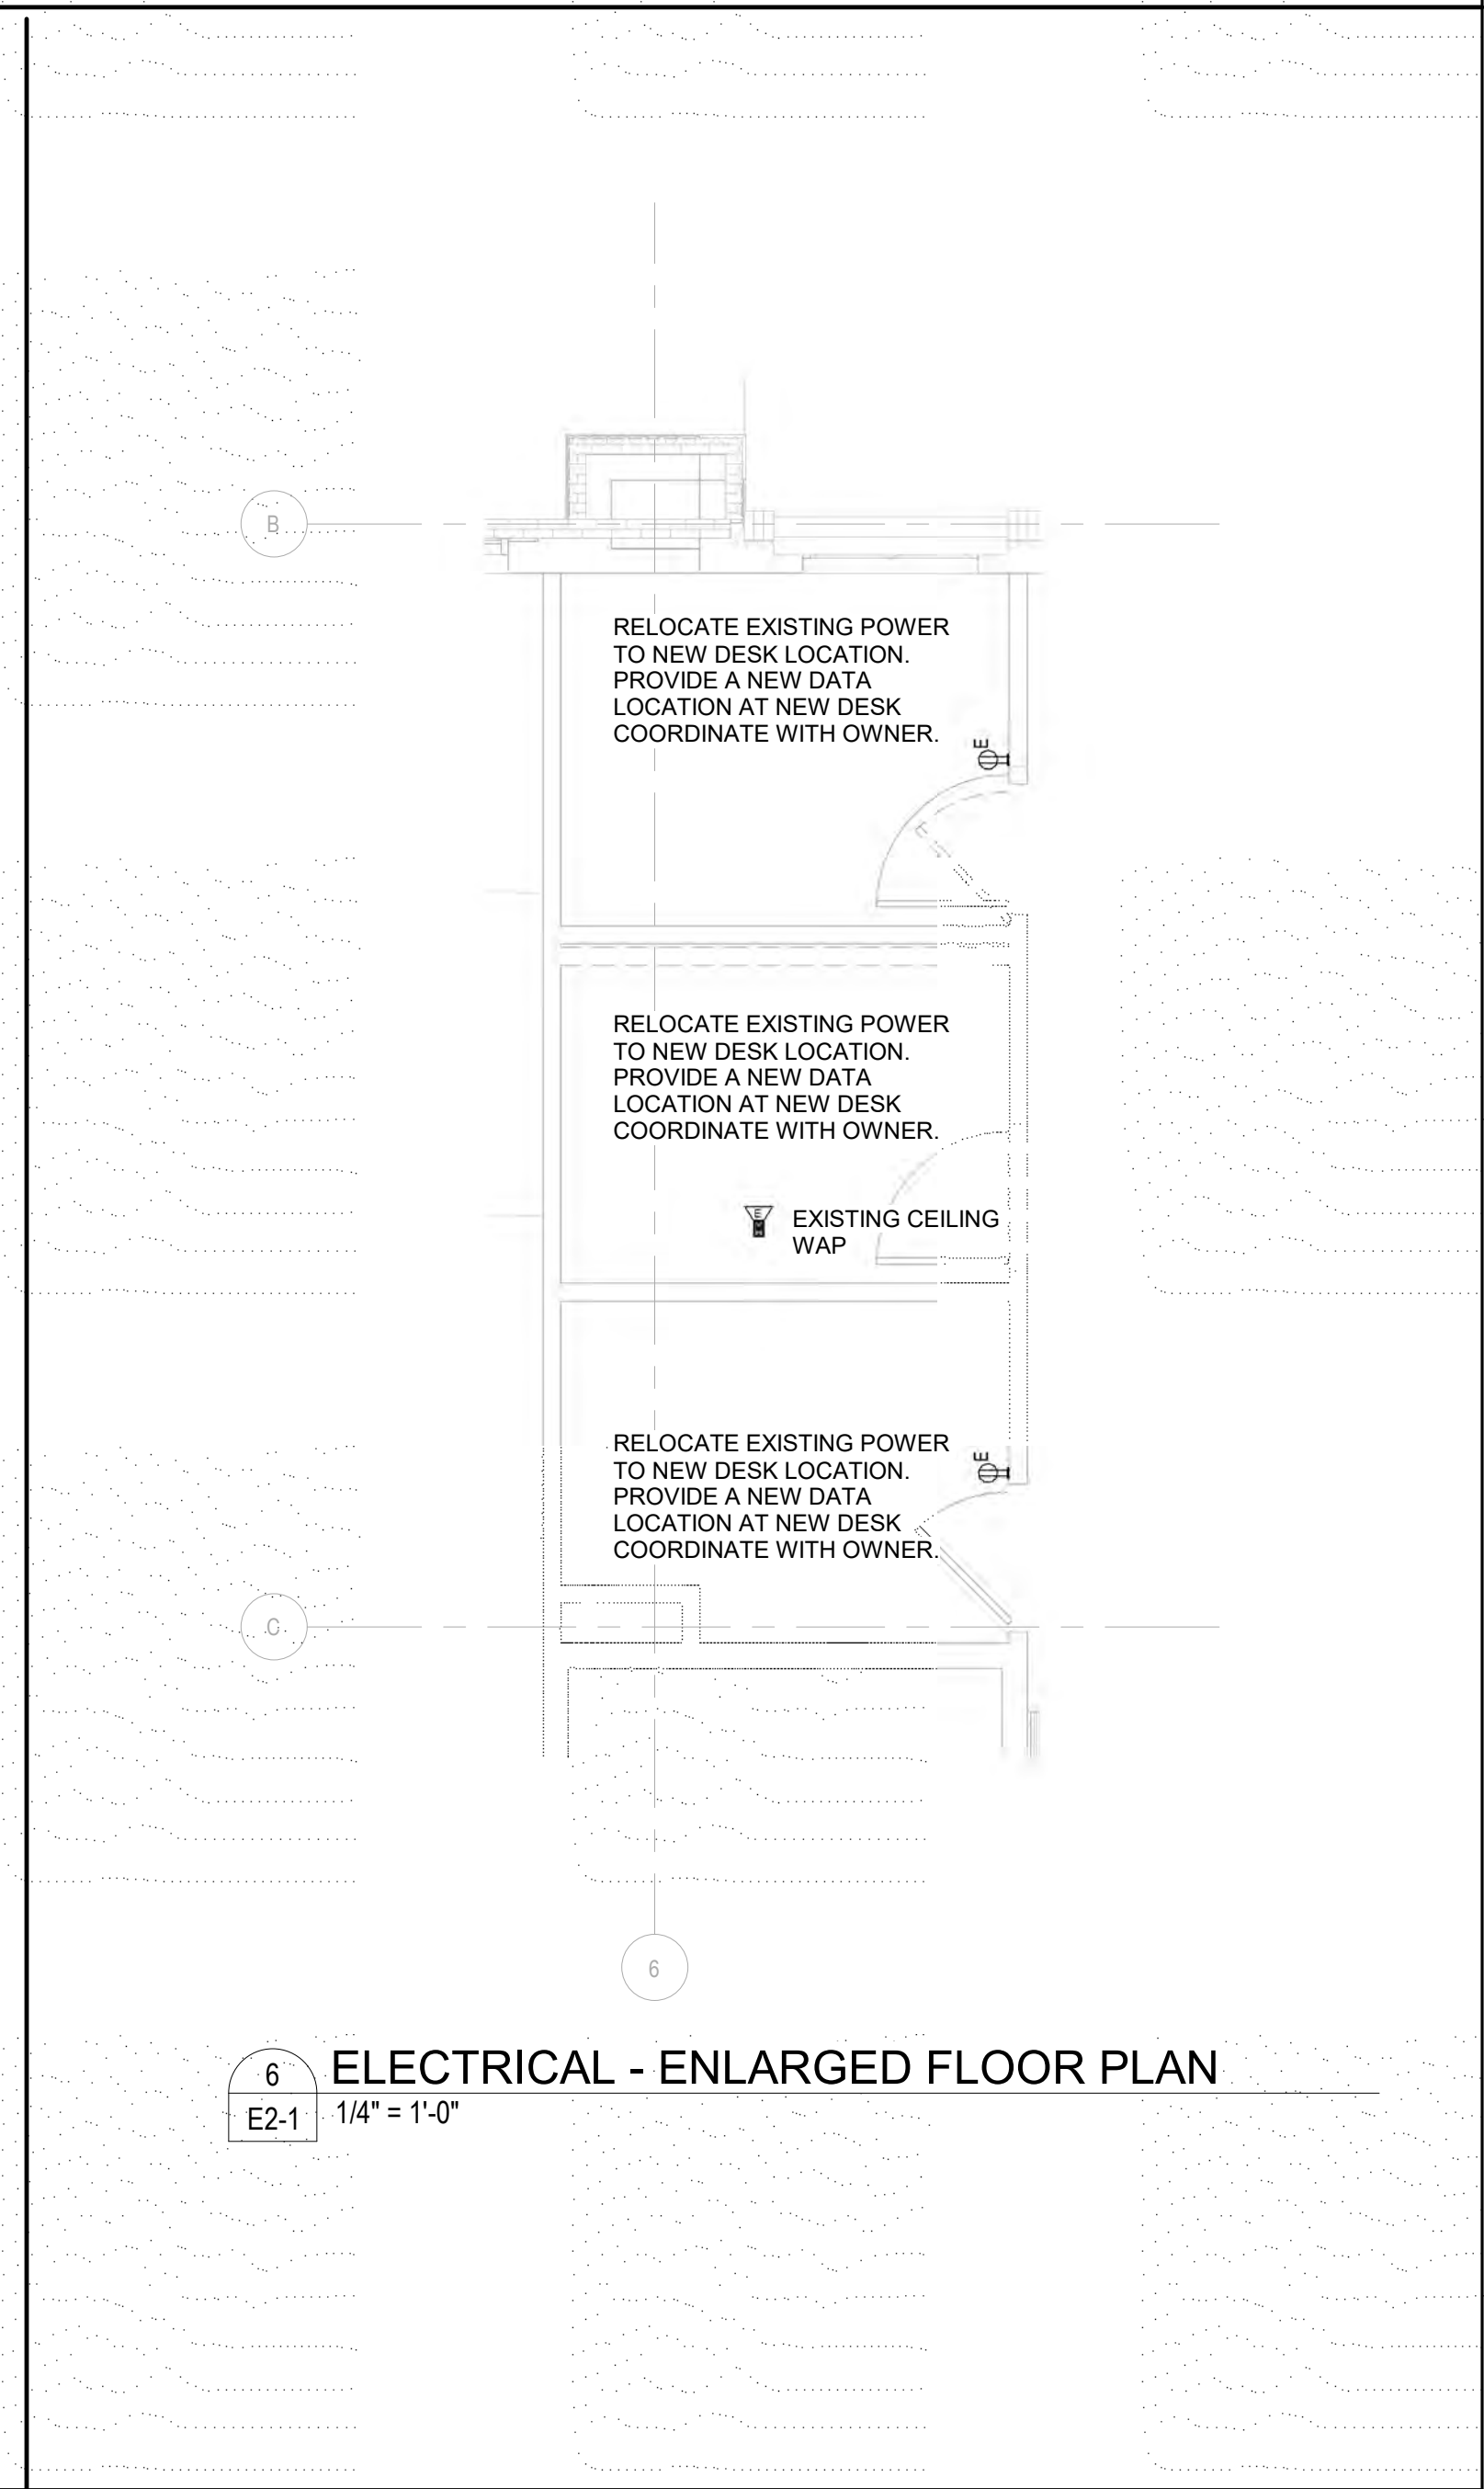 B
RELOCATE EXISTING POWER
TO NEW DESK LOCATION.
PROVIDE A NEW DATA
LOCATION AT NEW DESK
COORDINATE WITH OWNER.
E
E
RELOCATE EXISTING POWER
TO NEW DESK LOCATION.
PROVIDE A NEW DATA
LOCATION AT NEW DESK
COORDINATE WITH OWNER.
E
EXISTING CEILING
WAP
RELOCATE EXISTING POWER
TO NEW DESK LOCATION.
PROVIDE A NEW DATA
LOCATION AT NEW DESK
COORDINATE WITH OWNER.
E
C
6
6
E2-1
ELECTRICAL - ENLARGED FLOOR PLAN
1/4" = 1'-0"